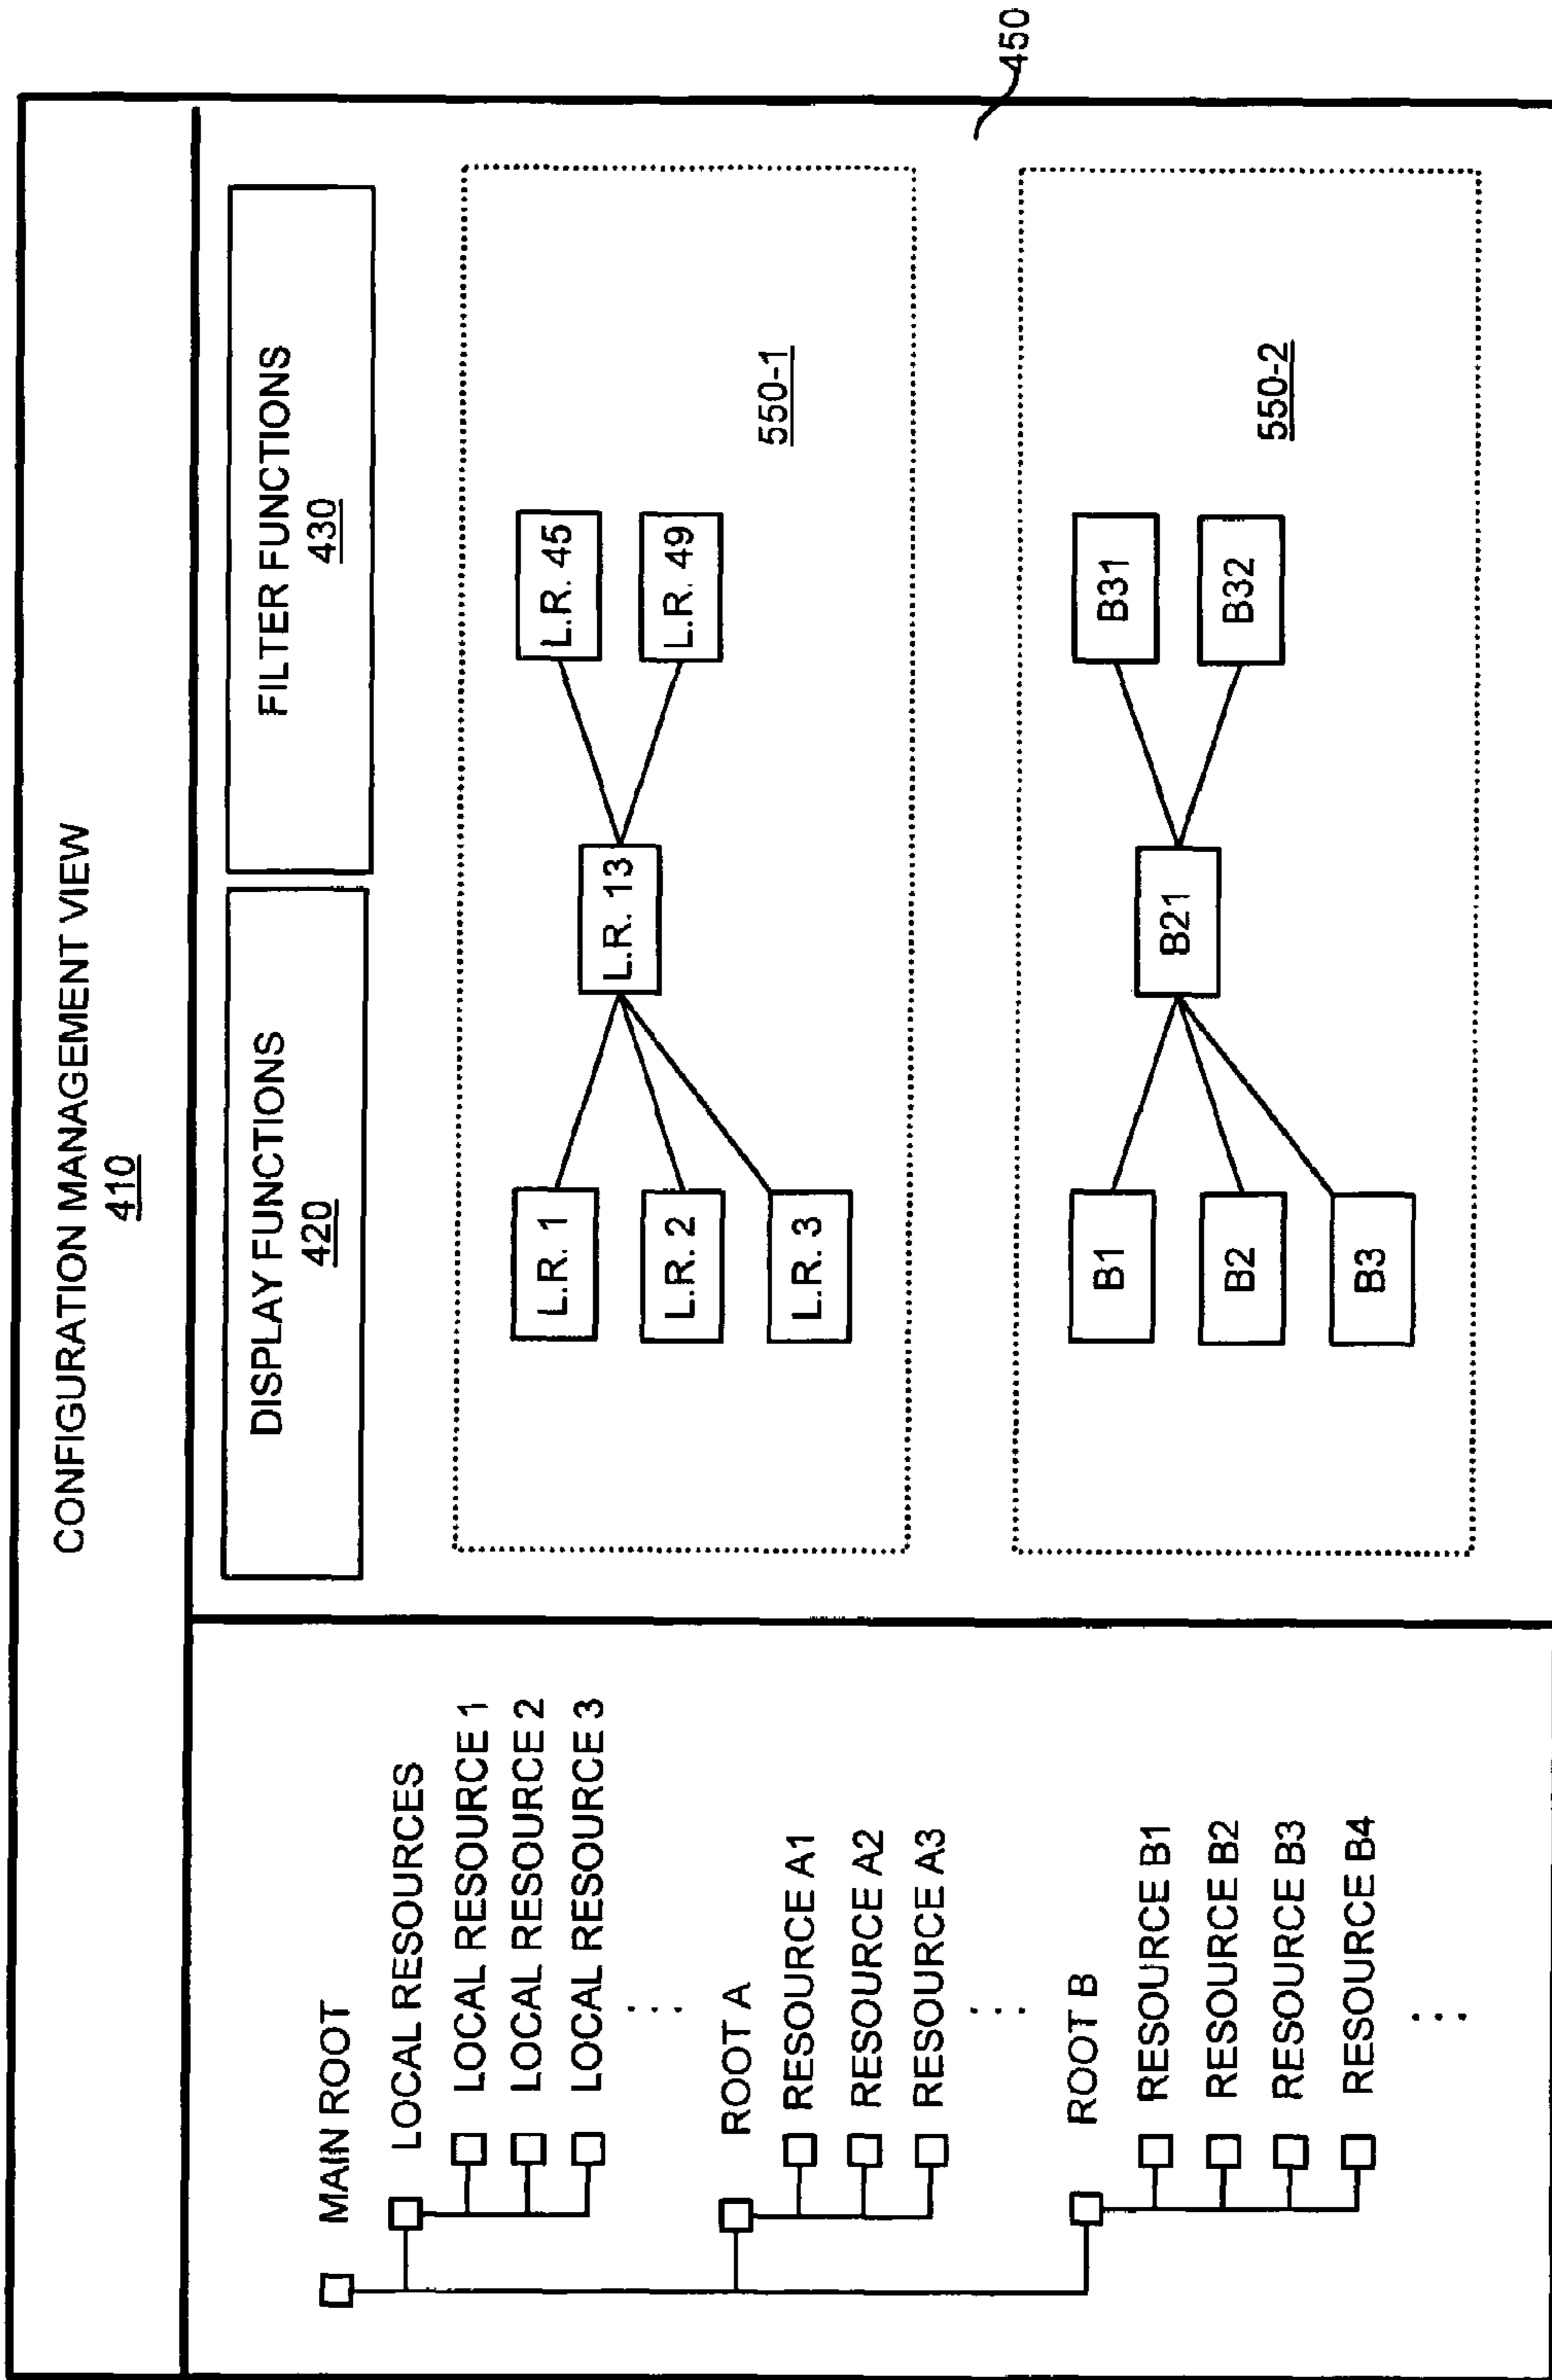 CONFIGURATION MANAGEMENT VIEW
410
MAIN ROOT
LOCAL RESOURCES
LOCAL RESOURCE 1
LOCAL RESOURCE 2
LOCAL RESOURCE 3
...
ROOT A
RESOURCE A1
RESOURCE A2
RESOURCE A3
...
ROOT B
RESOURCE B1
RESOURCE B2
RESOURCE B3
RESOURCE B4
...
DISPLAY FUNCTIONS
420
FILTER FUNCTIONS
430
L.R. 1
L.R. 2
L.R. 3
L.R. 13
L.R. 45
L.R. 49
550-1
B1
B2
B3
B21
B31
B32
550-2
450